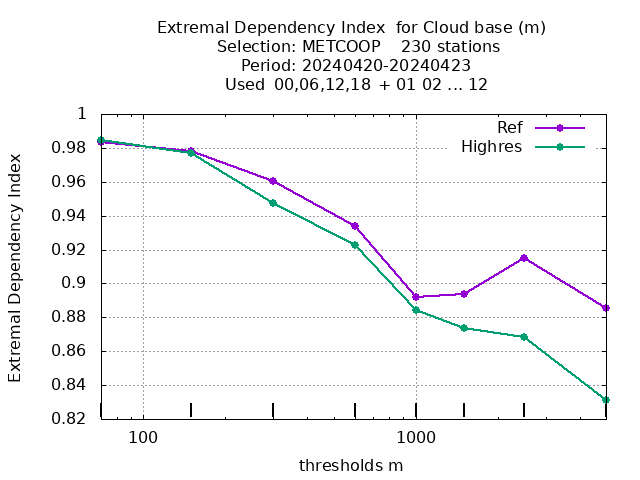 Extremal Dependency Index  for Cloud base (m)
Selection: METCOOP    230 stations
Period: 20240420-20240423
Used  00,06,12,18 + 01 02 ... 12
Ref
Highres
1
0.98
0.96
0.94
0.92
0.9
0.88
0.86
0.84
0.82
Extremal Dependency Index
100
1000
thresholds m